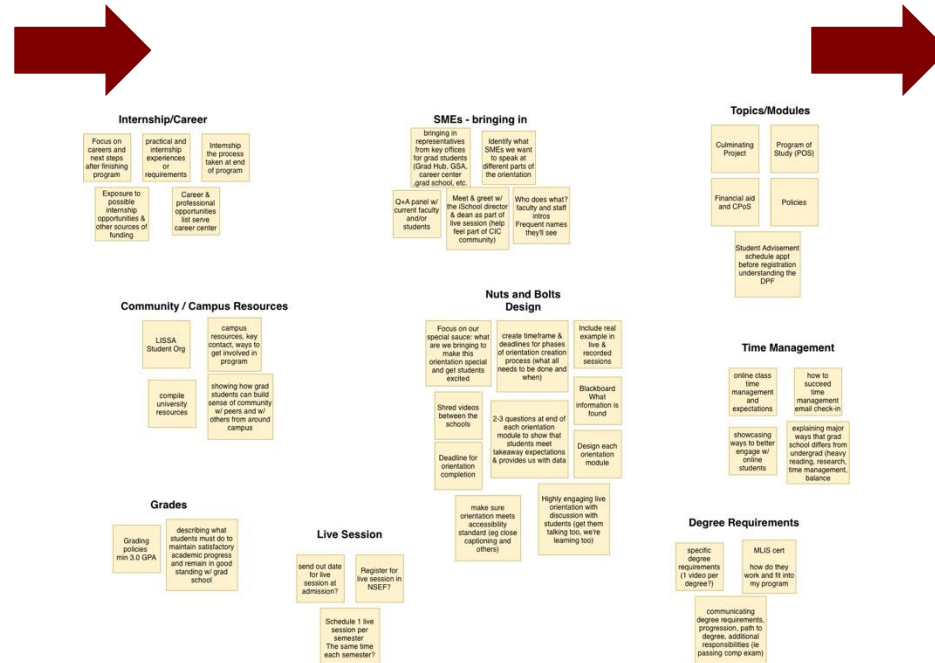 Internship/Career
Focus on
careers and
next steps
after finishing
program
practical and
internship
experiences
or
requirements
Internship
the process
taken at end
of program
Exposure to
possible
internship
opportunities &
other sources of
funding
Career &
professional
opportunities
list serve
career center
SMEs - bringing in
bringing in
representatives
from key offices
for grad students
(Grad Hub, GSA,
career center
,grad school, etc.
Identify what
SMEs we want
to speak at
different parts of
the orientation
Q+A panel w/
current faculty
and/or
students
Meet & greet w/
the iSchool director
& dean as part of
live session (help
feel part of CIC
community)
Who does what?
faculty and staff
intros
Frequent names
they'll see
Topics/Modules
Culminating
Project
Program of
Study (POS)
Financial aid
and CPoS
Policies
Student Advisement
schedule appt
before registration
understanding the
DPF
Community / Campus Resources
LISSA
Student Org
campus
resources, key
contact, ways to
get involved in
program
compile
university
resources
showing how grad
students can build
sense of community
w/ peers and w/
others from around
campus
Nuts and Bolts
Design
Focus on our
special sauce: what
are we bringing to
make this
orientation special
and get students
excited
create timeframe &
deadlines for phases
of orientation creation
process (what all
needs to be done and
when)
Include real
example in
live &
recorded
sessions
Shred videos
between the
schools
2-3 questions at end of
each orientation
module to show that
students meet
takeaway expectations
& provides us with data
Blackboard
What
information is
found
Deadline for
orientation
completion
Design each
orientation
module
make sure
orientation meets
accessibility
standard (eg close
captioning and
others)
Highly engaging live
orientation with
discussion with
students (get them
talking too, we're
learning too)
Time Management
online class
time
management
and
expectations
how to
succeed
time
management
email check-in
showcasing
ways to better
engage w/
online
students
explaining major
ways that grad
school differs from
undergrad (heavy
reading, research,
time management,
balance
Grades
Grading
policies
min 3.0 GPA
describing what
students must do to
maintain satisfactory
academic progress
and remain in good
standing w/ grad
school
Live Session
send out date
for live
session at
admission?
Register for
live session in
NSEF?
Schedule 1 live
session per
semester
The same time
each semester?
Degree Requirements
specific
degree
requirements
(1 video per
degree?)
MLIS cert
how do they
work and fit into
my program
communicating
degree requirements,
progression, path to
degree, additional
responsibilities (ie
passing comp exam)